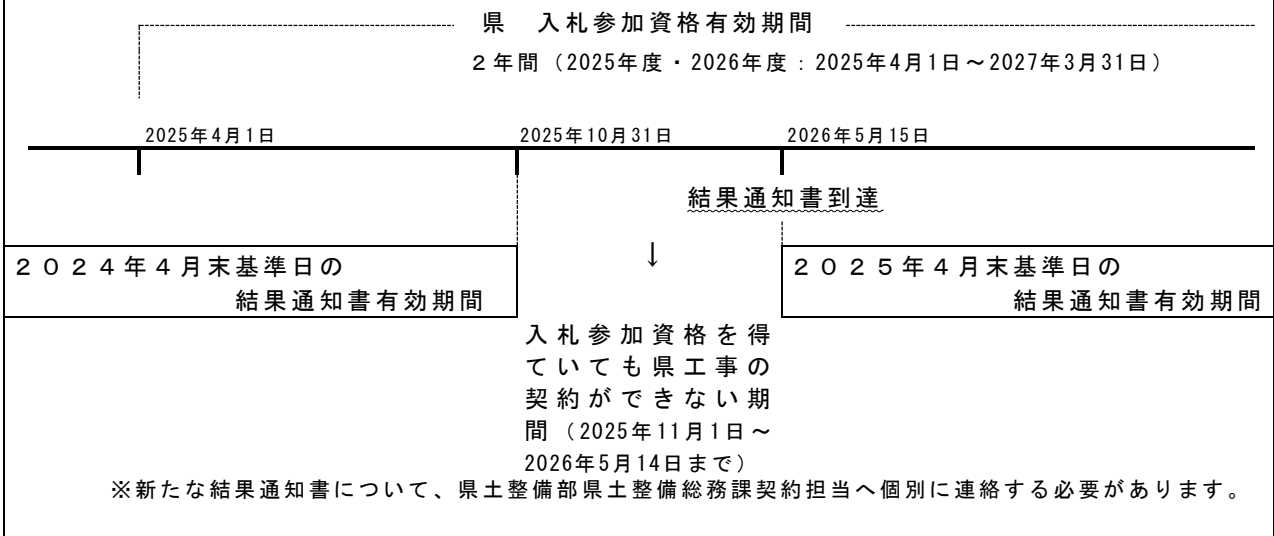 県　入札参加資格有効期間
２年間（2025年度・2026年度：2025年4月1日～2027年3月31日）
2025年4月1日
2025年10月31日
2026年5月15日
結果通知書到達
↓
２０２４年４月末基準日の
結果通知書有効期間
２０２５年４月末基準日の
結果通知書有効期間
入札参加資格を得
ていても県工事の
契約ができない期
間（2025年11月1日～
2026年5月14日まで）
※新たな結果通知書について、県土整備部県土整備総務課契約担当へ個別に連絡する必要があります。